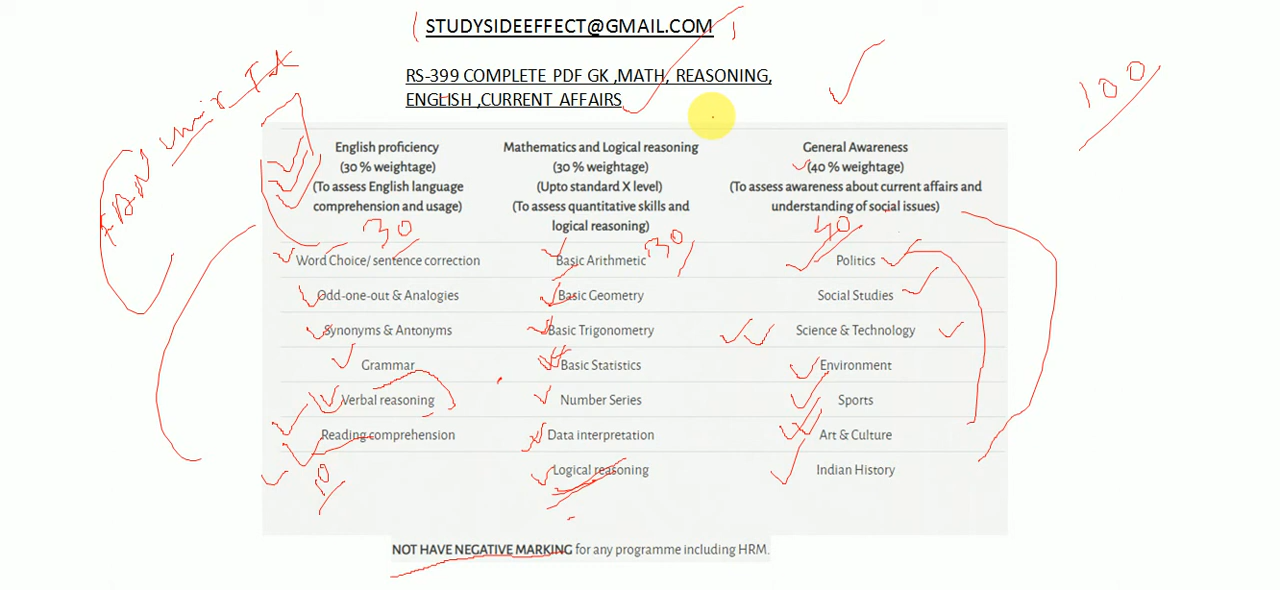 STUDYSIDEEFFECT@GMAIL.COM
RS-399 COMPLETE PDF GK ,MATH, REASONING,
ENGLISH ,CURRENT AFFAIRS
100
English proficiency
(30 % weightage)
(To assess English language
comprehension and usage)
Mathematics and Logical reasoning
(30 % weightage)
(Upto standard X level)
(To assess quantitative skills and
logical reasoning)
General Awareness
(40 % weightage)
(To assess awareness about current affairs and
understanding of social issues)
30
30
40
Word Choice/ sentence correction
Basic Arithmetic
Politics
Odd-one-out & Analogies
Basic Geometry
Social Studies
Synonyms & Antonyms
Basic Trigonometry
Science & Technology
Grammar
Basic Statistics
Environment
Verbal reasoning
Number Series
Sports
Reading comprehension
Data interpretation
Art & Culture
Logical reasoning
Indian History
NOT HAVE NEGATIVE MARKING for any programme including HRM.